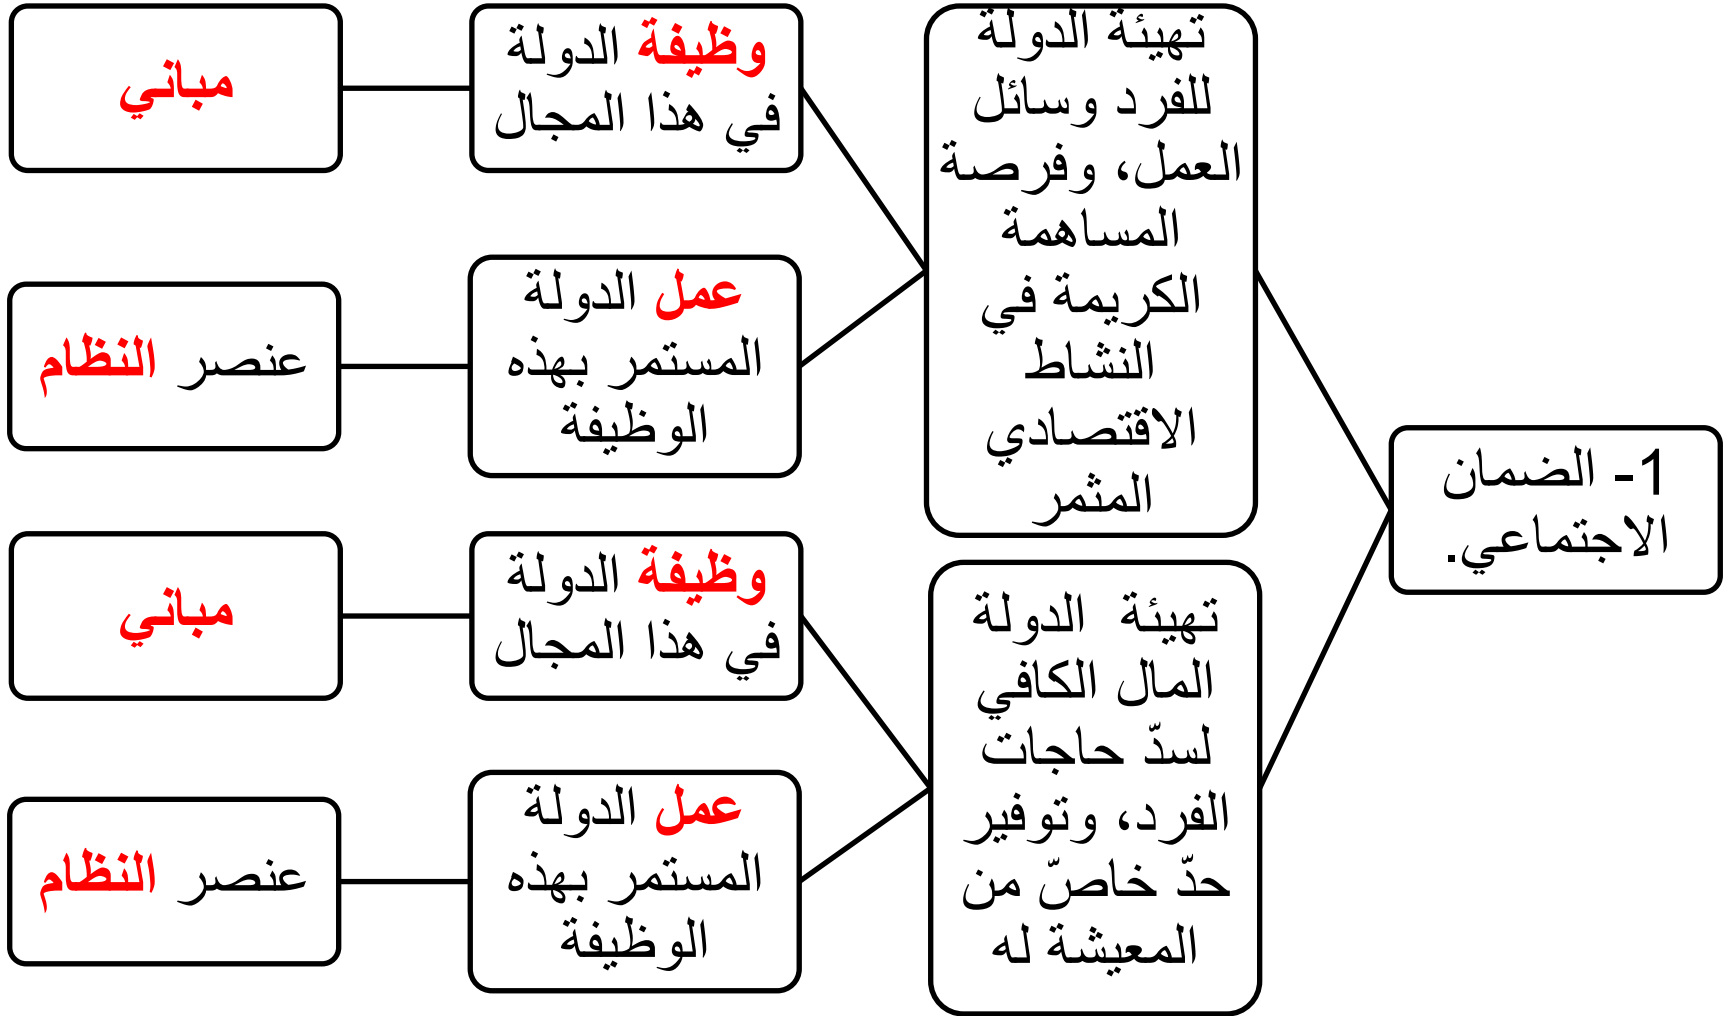 1- الضمان
الاجتماعي.
تهيئة الدولة
للفرد وسائل
العمل، وفرصة
المساهمة
الكريمة في
النشاط
الاقتصادي
المثمر
وظيفة الدولة
في هذا المجال
مباني
عمل الدولة
المستمر بهذه
الوظيفة
عنصر النظام
تهيئة الدولة
المال الكافي
لسدّ حاجات
الفرد، وتوفير
حدّ خاصّ من
المعيشة له
وظيفة الدولة
في هذا المجال
مباني
عمل الدولة
المستمر بهذه
الوظيفة
عنصر النظام